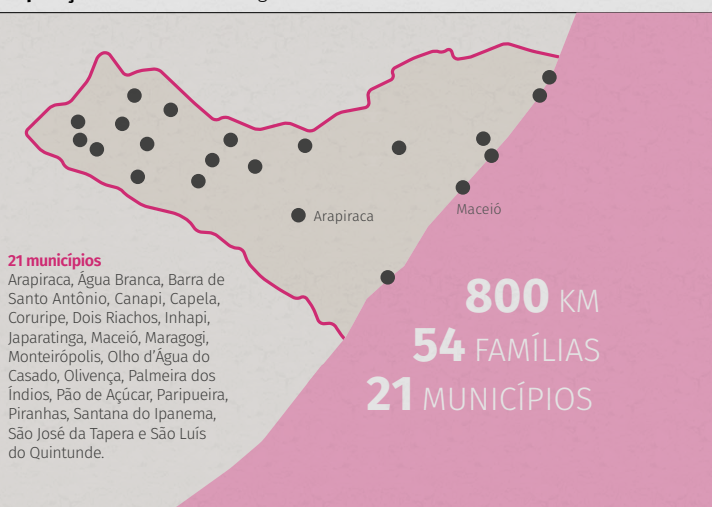 Arapiraca
Maceió
21 municípios
Arapiraca, Água Branca, Barra de
Santo Antônio, Canapi, Capela,
Coruripe, Dois Riachos, Inhapi,
Japaratinga, Maceió, Maragogi,
Monteirópolis, Olho d’Água do
Casado, Olivença, Palmeira dos
Índios, Pão de Açúcar, Paripueira,
Piranhas, Santana do Ipanema,
São José da Tapera e São Luís
do Quintunde.
800 KM
54 FAMÍLIAS
21 MUNICÍPIOS